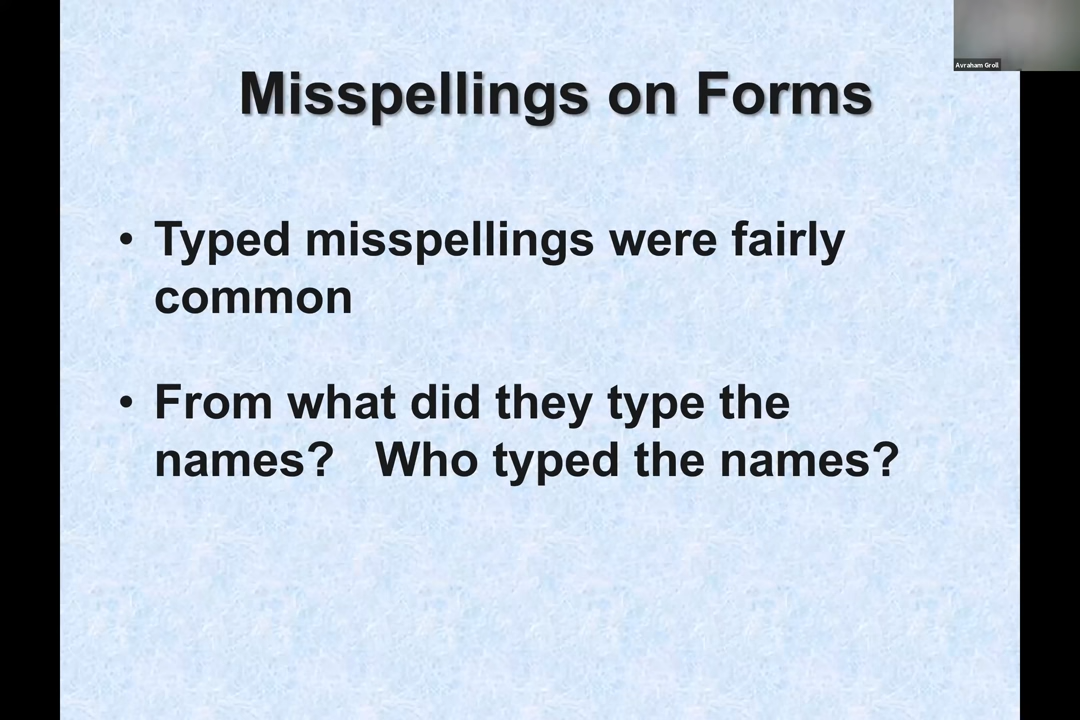 Avraham Groll
Misspellings on Forms
• Typed misspellings were fairly
common
• From what did they type the
names? Who typed the names?